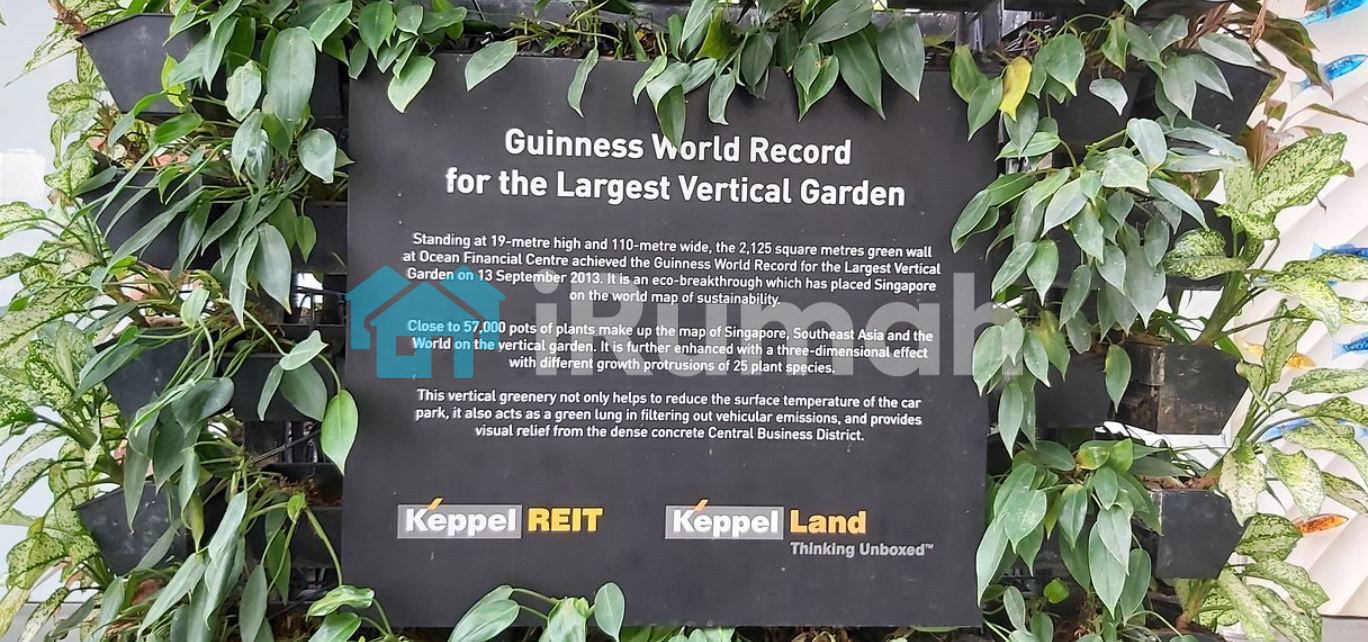 Guinness World Record
for the Largest Vertical Garden
Standing at 19-metre high and 110-metre wide, the 2,125 square metres green wall
at Ocean Financial Centre achieved the Guinness World Record for the Largest Vertical
Garden on 13 September 2013. It is an eco-breakthrough which has placed Singapore
on the world map of sustainability.
iRumah
Close to 57,000 pots of plants make up the map of Singapore, Southeast Asia and the
World on the vertical garden. It is further enhanced with a three-dimensional effect
with different growth protrusions of 25 plant species.
This vertical greenery not only helps to reduce the surface temperature of the car
park, it also acts as a green lung in filtering out vehicular emissions, and provides
visual relief from the dense concrete Central Business District.
Keppel REIT
Keppel Land
Thinking Unboxed™